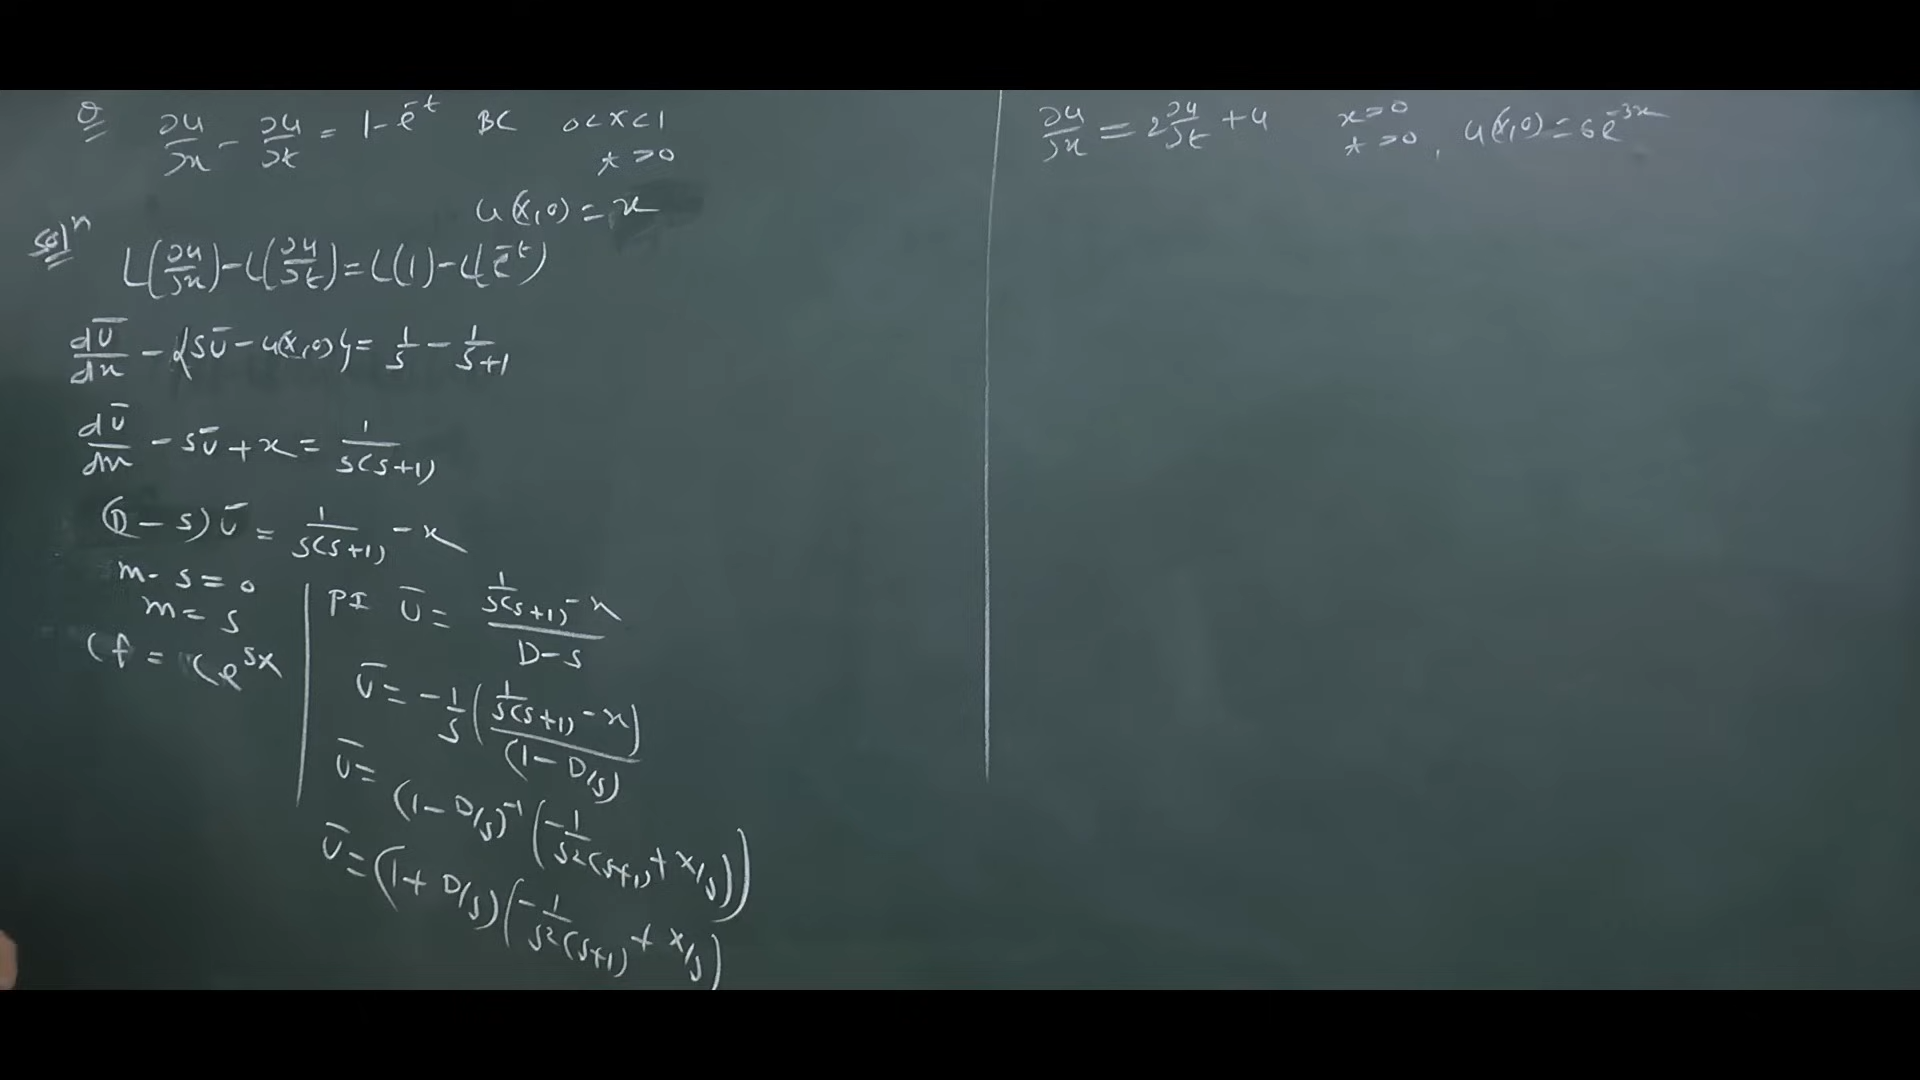 Q ∂u/∂x - ∂u/∂t = 1 - e^-t BC 0<x<1
t>0
u(x,0) = x
Solⁿ
L(∂u/∂x) - L(∂u/∂t) = L(1) - L(e^-t)
dū/dx - {sū - u(x,0)} = 1/s - 1/(s+1)
dū/dx - sū + x = 1/(s(s+1))
(D - s)ū = 1/(s(s+1)) - x
m - s = 0
m = s
Cf = Ce^sx
PI ū = (1/(s(s+1)) - x)/(D-s)
ū = -1/s ((1/(s(s+1)) - x)/(1 - D/s))
ū = (1 - D/s)^-1 (-1/(s²(s+1)) + x/s))
ū = (1 + D/s)(-1/(s²(s+1)) + x/s)
∂u/∂x = 2∂u/∂t + u x>0
t>0, u(x,0) = 6e^-3x